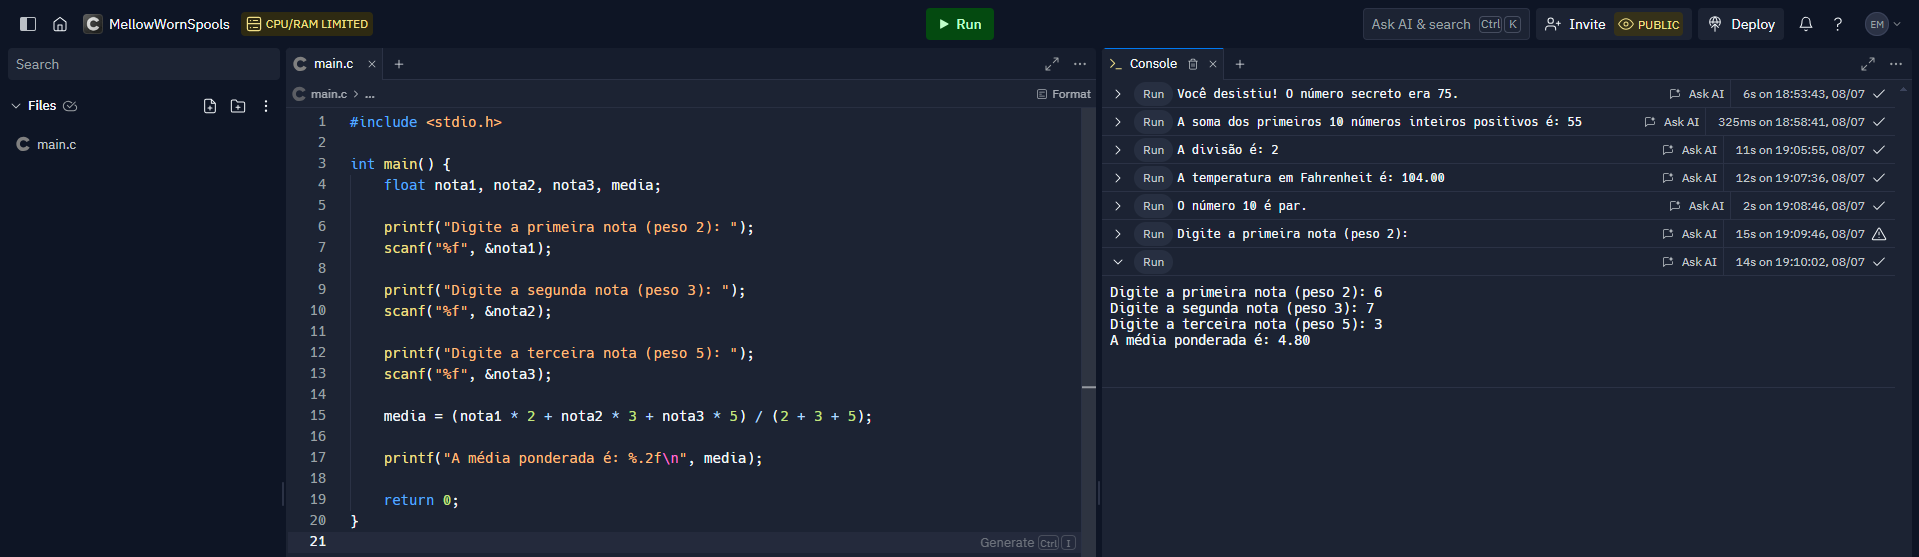 MellowWornSpools
CPU/RAM LIMITED
Run
Ask AI & search Ctrl K
Invite
PUBLIC
Deploy
EM
Search
Files
main.c
main.c
main.c > ...
Format
1 #include <stdio.h>
2
3 int main() {
4 float nota1, nota2, nota3, media;
5
6 printf("Digite a primeira nota (peso 2): ");
7 scanf("%f", &nota1);
8
9 printf("Digite a segunda nota (peso 3): ");
10 scanf("%f", &nota2);
11
12 printf("Digite a terceira nota (peso 5): ");
13 scanf("%f", &nota3);
14
15 media = (nota1 * 2 + nota2 * 3 + nota3 * 5) / (2 + 3 + 5);
16
17 printf("A média ponderada é: %.2f\n", media);
18
19 return 0;
20 }
21
Generate Ctrl I
Console
Run Você desistiu! O número secreto era 75. Ask AI 6s on 18:53:43, 08/07
Run A soma dos primeiros 10 números inteiros positivos é: 55 Ask AI 325ms on 18:58:41, 08/07
Run A divisão é: 2 Ask AI 11s on 19:05:55, 08/07
Run A temperatura em Fahrenheit é: 104.00 Ask AI 12s on 19:07:36, 08/07
Run O número 10 é par. Ask AI 2s on 19:08:46, 08/07
Run Digite a primeira nota (peso 2): Ask AI 15s on 19:09:46, 08/07
Run Ask AI 14s on 19:10:02, 08/07
Digite a primeira nota (peso 2): 6
Digite a segunda nota (peso 3): 7
Digite a terceira nota (peso 5): 3
A média ponderada é: 4.80